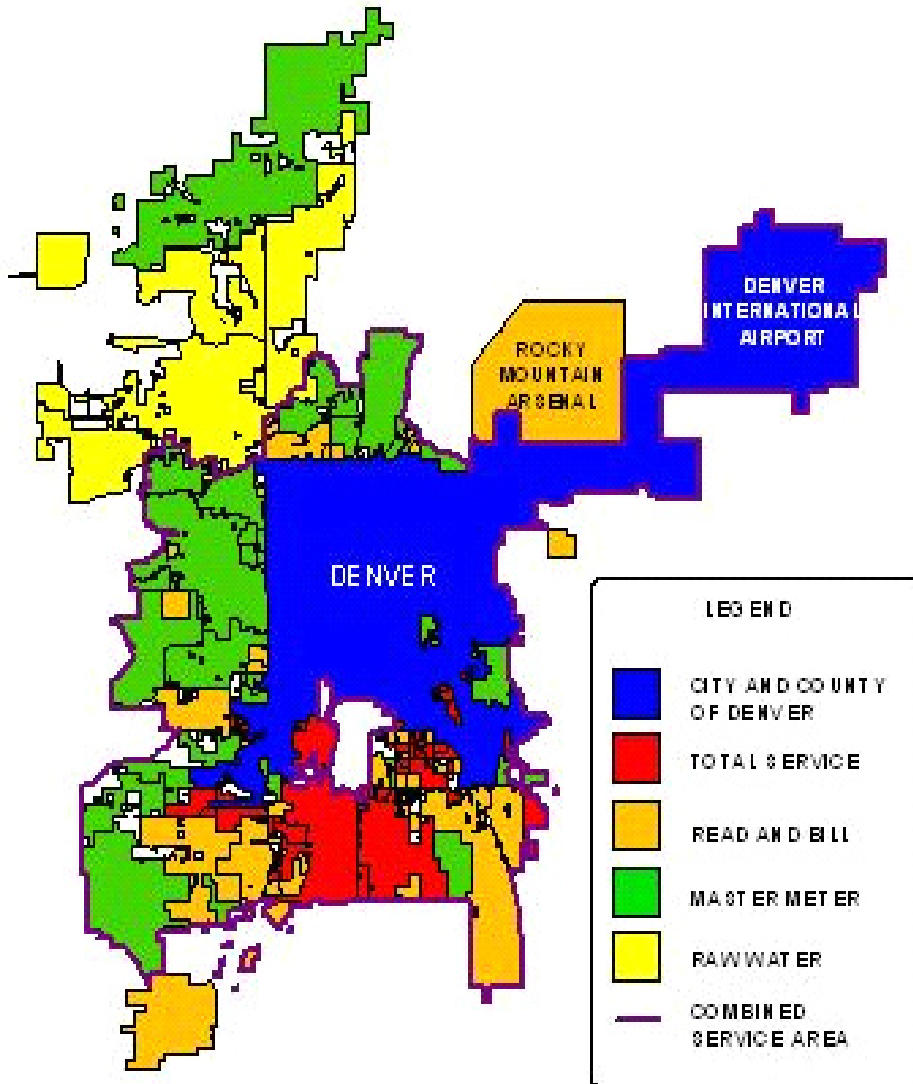 DENVER
INTERNATIONAL
AIRPORT
ROCKY
MOUNTAIN
ARSENAL
DENVER
LEGEND
CITY AND COUNTY
OF DENVER
TOTAL SERVICE
READ AND BILL
MASTER METER
RAW WATER
COMBINED
SERVICE AREA